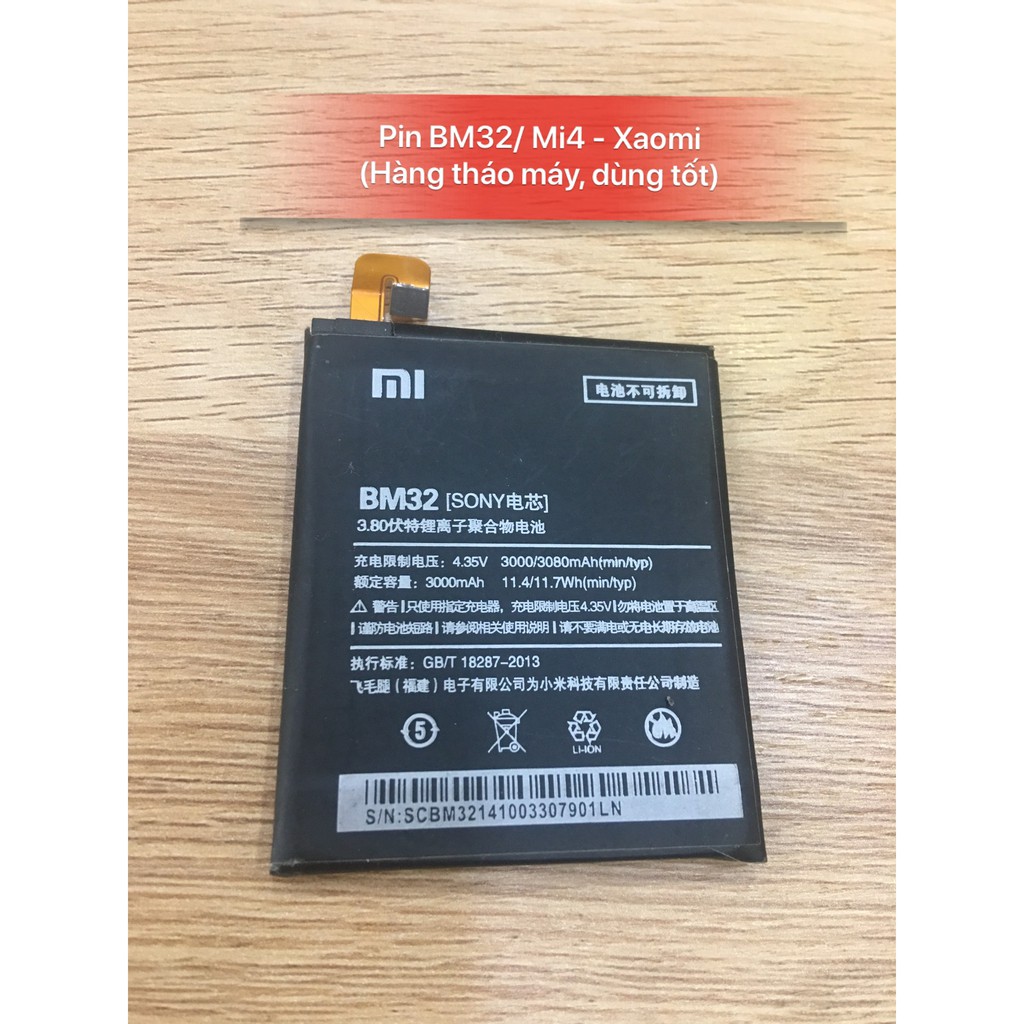 Pin BM32/ Mi4 - Xaomi
(Hàng tháo máy, dùng tốt)
mi
电池不可拆卸
BM32 [SONY电芯]
3.80伏特锂离子聚合物电池
充电限制电压：4.35V 3000/3080mAh(min/typ)
额定容量：3000mAh 11.4/11.7Wh(min/typ)
警告 | 只使用指定充电器，充电限制电压4.35V | 勿将电池置于高温区
| 谨防电池短路 | 请参阅相关使用说明 | 请不要满电或无电长期存放电池
执行标准：GB/T 18287-2013
飞毛腿（福建）电子有限公司为小米科技有限责任公司制造
5
LI-ION
S/N:SCBM32141003307901LN